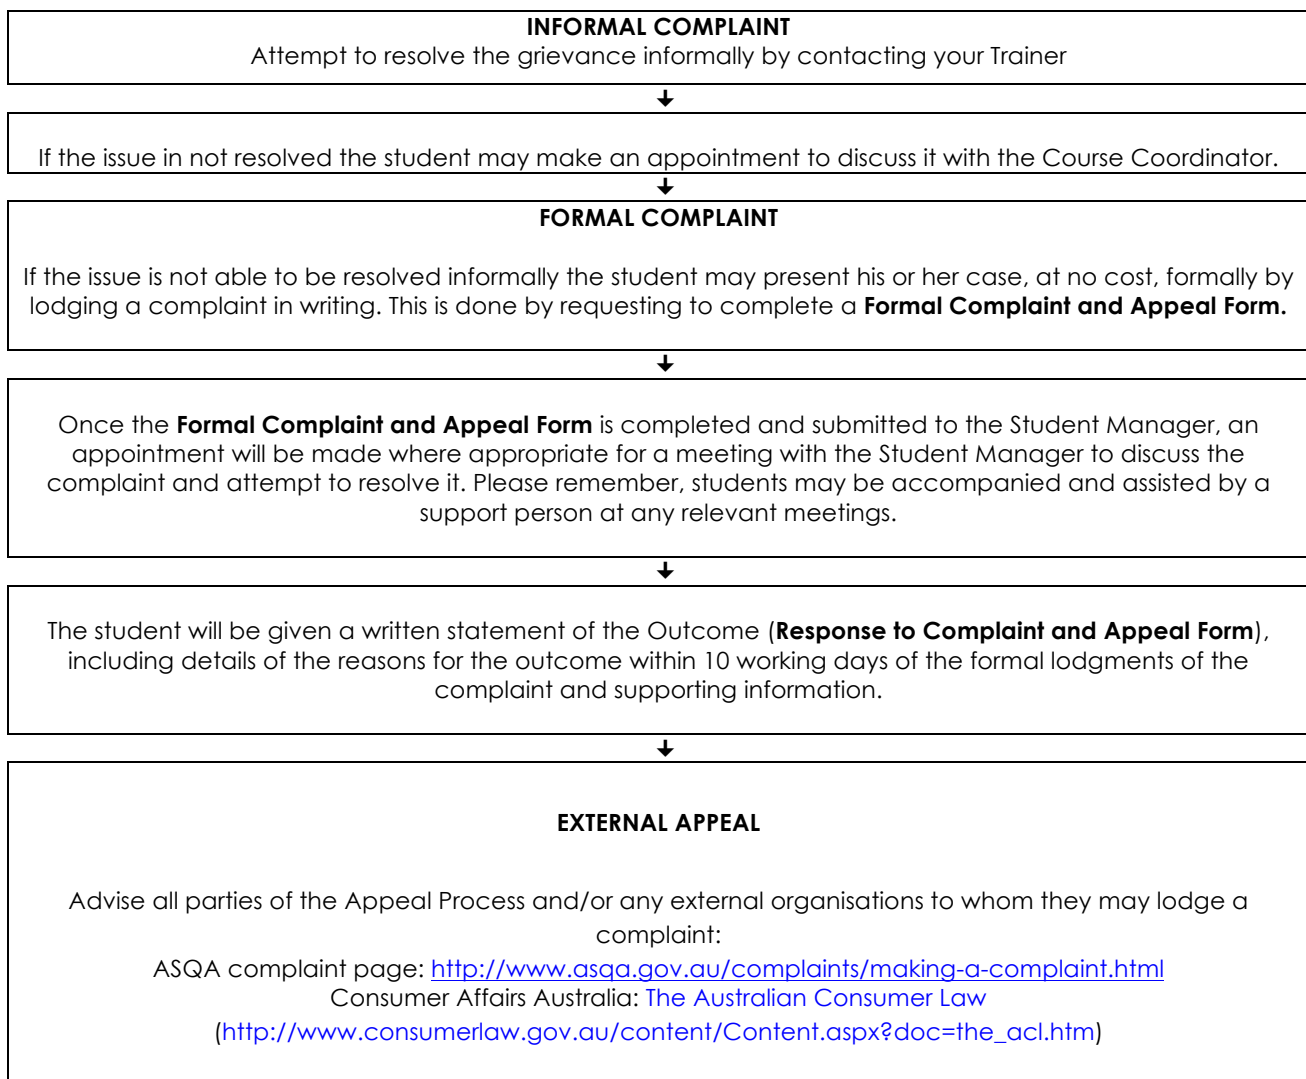 INFORMAL COMPLAINT
Attempt to resolve the grievance informally by contacting your Trainer
If the issue in not resolved the student may make an appointment to discuss it with the Course Coordinator.
FORMAL COMPLAINT
If the issue is not able to be resolved informally the student may present his or her case, at no cost, formally by
lodging a complaint in writing. This is done by requesting to complete a Formal Complaint and Appeal Form.
Once the Formal Complaint and Appeal Form is completed and submitted to the Student Manager, an
appointment will be made where appropriate for a meeting with the Student Manager to discuss the
complaint and attempt to resolve it. Please remember, students may be accompanied and assisted by a
support person at any relevant meetings.
The student will be given a written statement of the Outcome (Response to Complaint and Appeal Form),
including details of the reasons for the outcome within 10 working days of the formal lodgments of the
complaint and supporting information.
EXTERNAL APPEAL
Advise all parties of the Appeal Process and/or any external organisations to whom they may lodge a
complaint:
ASQA complaint page: http://www.asqa.gov.au/complaints/making-a-complaint.html
Consumer Affairs Australia: The Australian Consumer Law
(http://www.consumerlaw.gov.au/content/Content.aspx?doc=the_acl.htm)